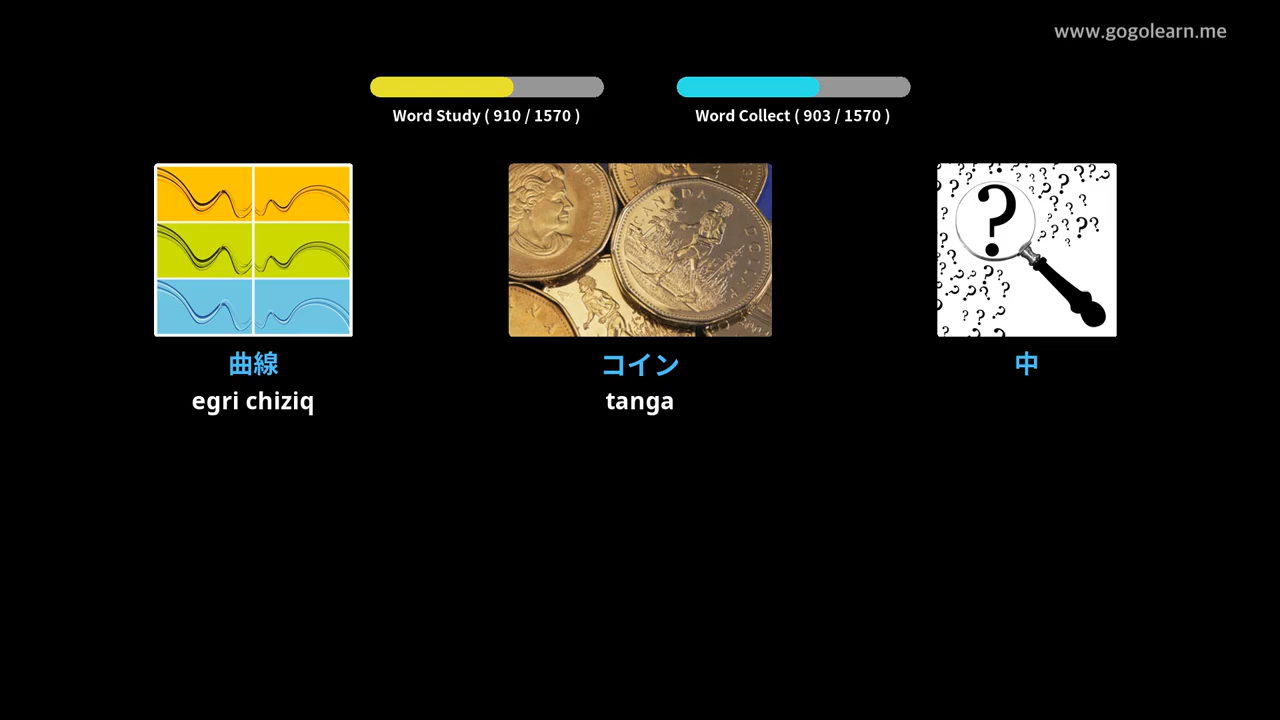 www.gogolearn.me
Word Study ( 910 / 1570 )
Word Collect ( 903 / 1570 )
曲線
egri chiziq
コイン
tanga
中